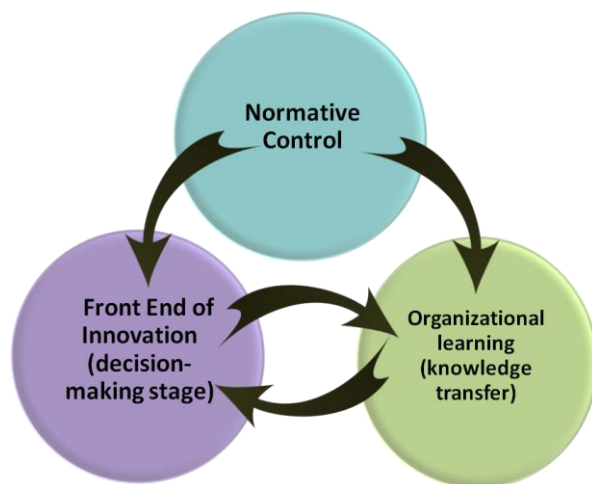 Normative
Control
Front End of
Innovation
(decision-
making stage)
Organizational
learning
(knowledge
transfer)